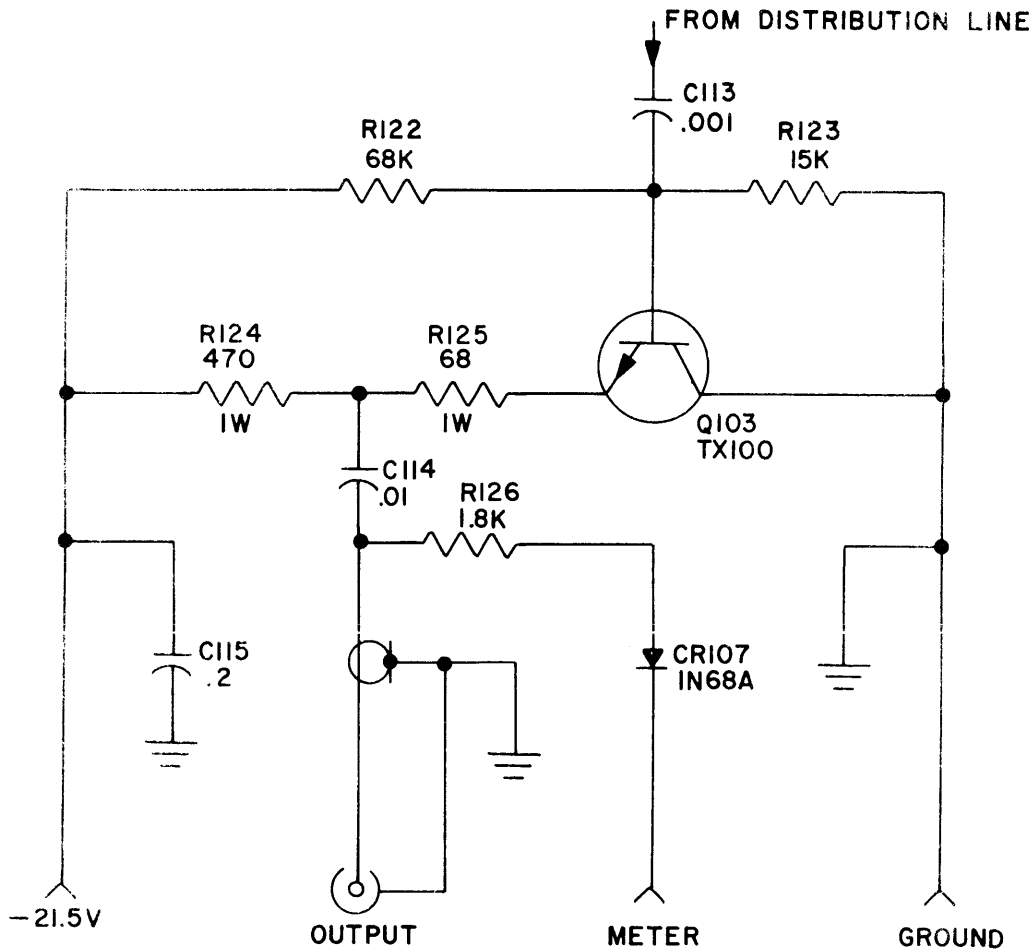 FROM DISTRIBUTION LINE
C113
.001
R122
68K
R123
15K
R124
470
1W
R125
68
1W
Q103
TX100
C114
.01
R126
1.8K
C115
.2
CR107
1N68A
-21.5V
OUTPUT
METER
GROUND